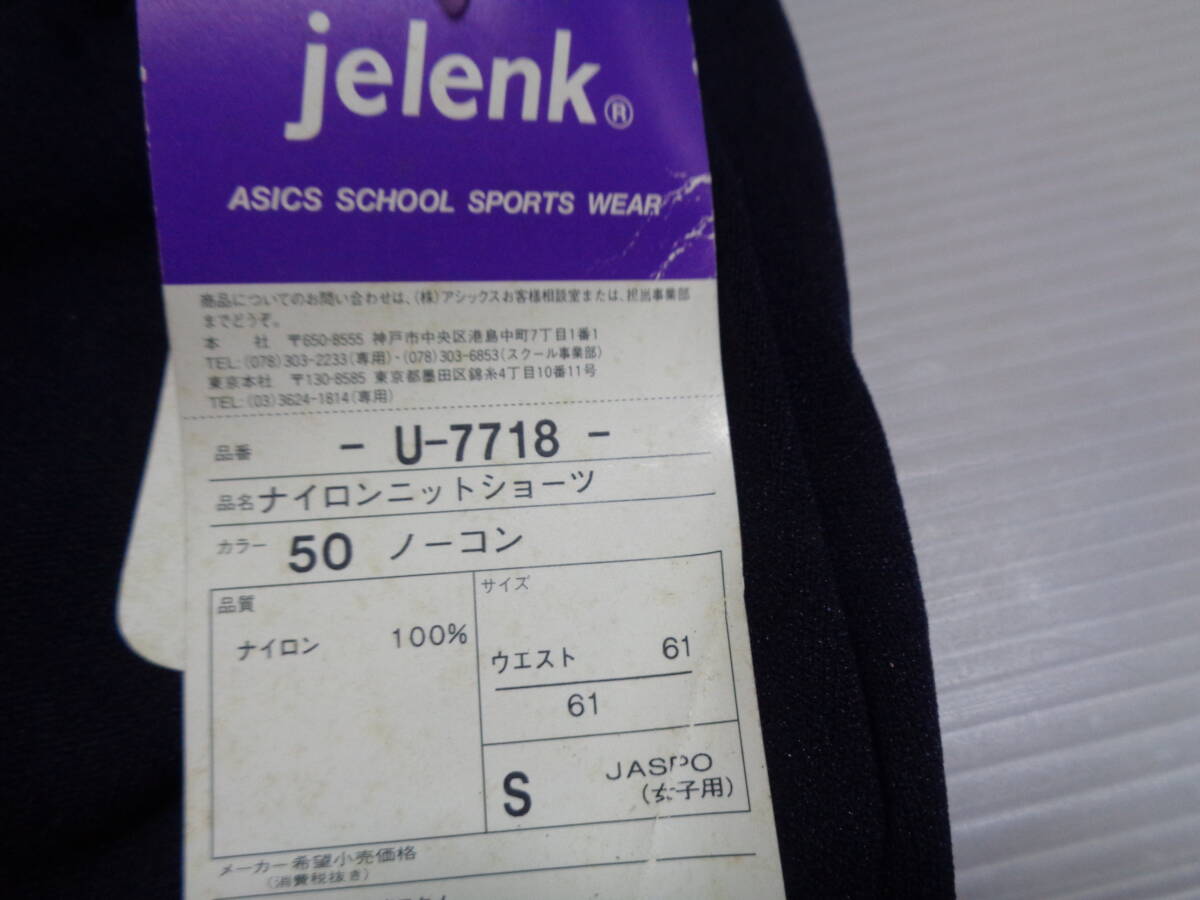 jelenk®
ASICS SCHOOL SPORTS WEAR
商品についてのお問い合わせは、(株)アシックスお客様相談室または、担当事業部
までどうぞ。
本 社 〒650-8555 神戸市中央区港島中町7丁目1番1
TEL:(078)303-2233(専用)・(078)303-6853(スクール事業部)
東京本社 〒130-8585 東京都墨田区錦糸4丁目10番11号
TEL:(03)3624-1814(専用)
品番 - U-7718 -
品名 ナイロンニットショーツ
カラー 50 ノーコン
品質
ナイロン 100%
サイズ
ウエスト 61
61
S JASPO
(女子用)
メーカー希望小売価格
(消費税抜き)